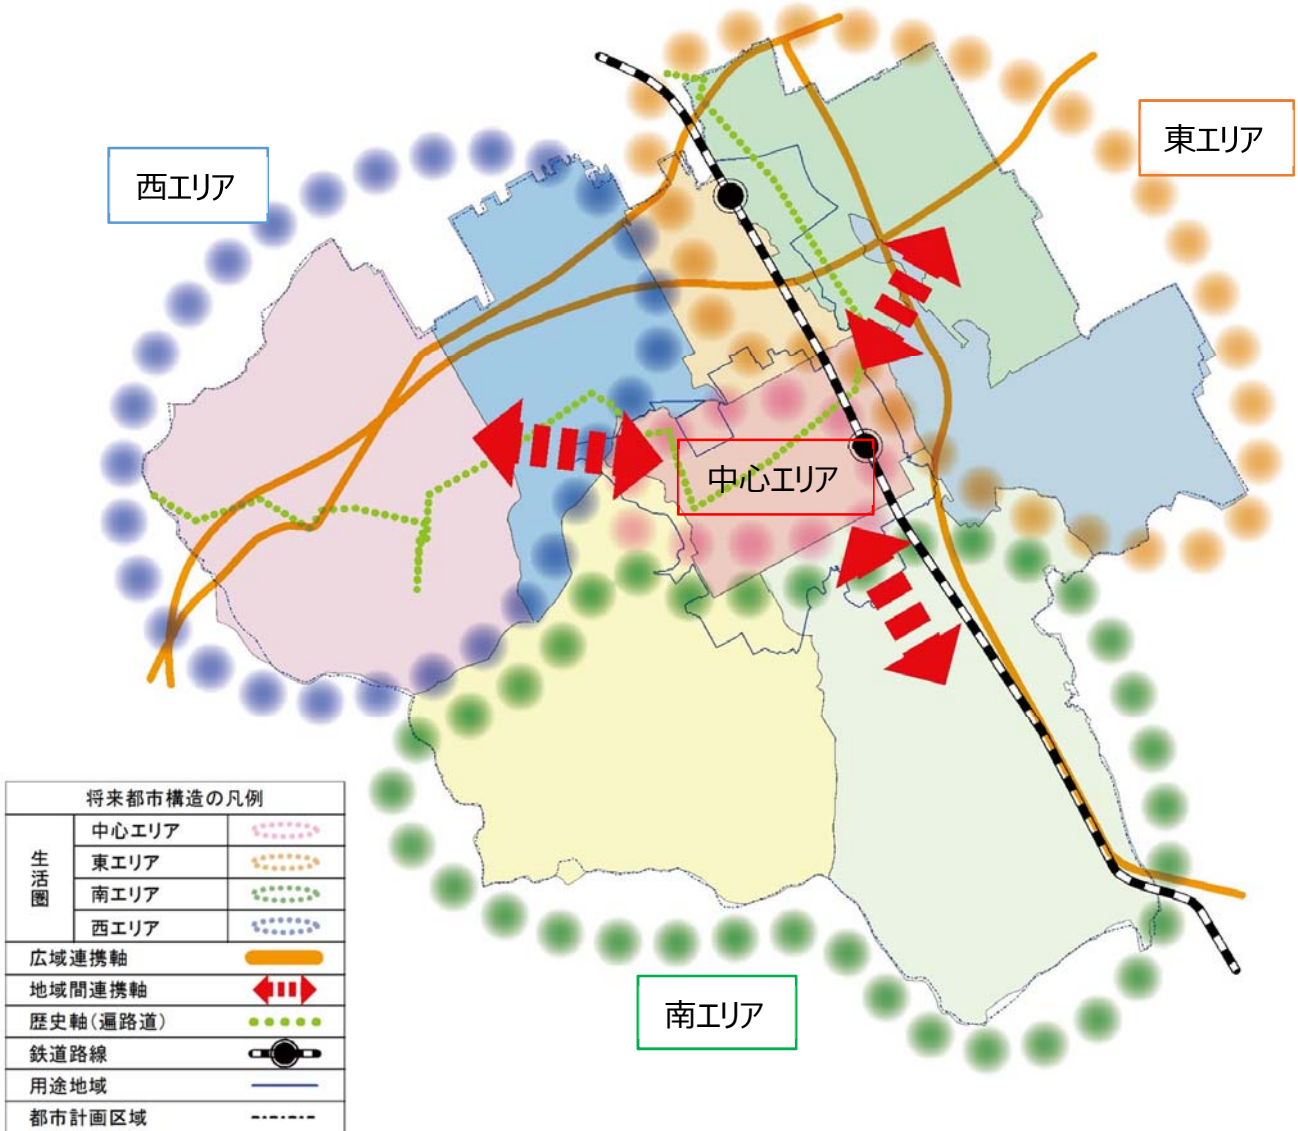 東エリア
西エリア
中心エリア
南エリア
将来都市構造の凡例
生活圏
中心エリア
東エリア
南エリア
西エリア
広域連携軸
地域間連携軸
歴史軸(遍路道)
鉄道路線
用途地域
都市計画区域